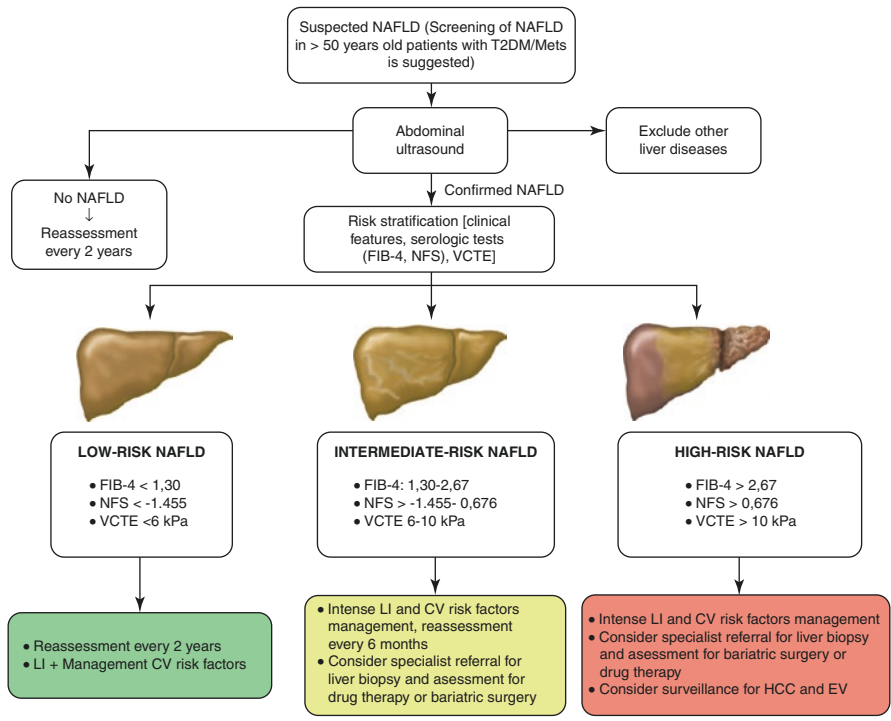 Suspected NAFLD (Screening of NAFLD
in > 50 years old patients with T2DM/Mets
is suggested)
Abdominal
ultrasound
Exclude other
liver diseases
No NAFLD
↓
Reassessment
every 2 years
Confirmed NAFLD
Risk stratification [clinical
features, serologic tests
(FIB-4, NFS), VCTE]
LOW-RISK NAFLD
• FIB-4 < 1,30
• NFS < -1.455
• VCTE <6 kPa
INTERMEDIATE-RISK NAFLD
• FIB-4: 1,30-2,67
• NFS > -1.455- 0,676
• VCTE 6-10 kPa
HIGH-RISK NAFLD
• FIB-4 > 2,67
• NFS > 0,676
• VCTE > 10 kPa
• Reassessment every 2 years
• LI + Management CV risk factors
• Intense LI and CV risk factors
management, reassessment
every 6 months
• Consider specialist referral for
liver biopsy and asessment for
drug therapy or bariatric surgery
• Intense LI and CV risk factors management
• Consider specialist referral for liver biopsy
and asessment for bariatric surgery or
drug therapy
• Consider surveillance for HCC and EV